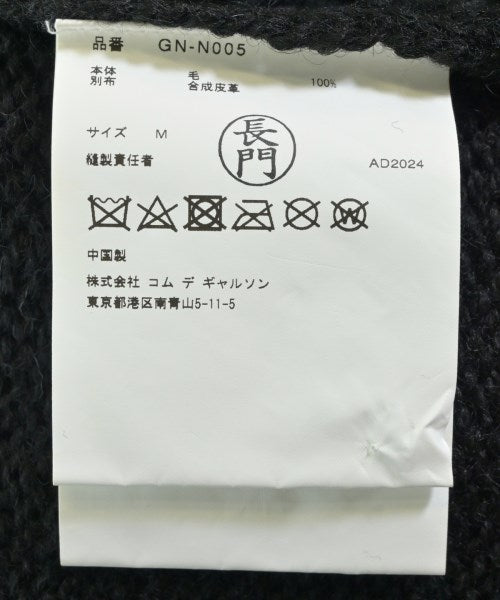 品番 GN-N005
本体 毛 100%
別布 合成皮革
サイズ M
長門
縫製責任者
AD2024
W
中国製
株式会社 コム デ ギャルソン
東京都港区南青山5-11-5